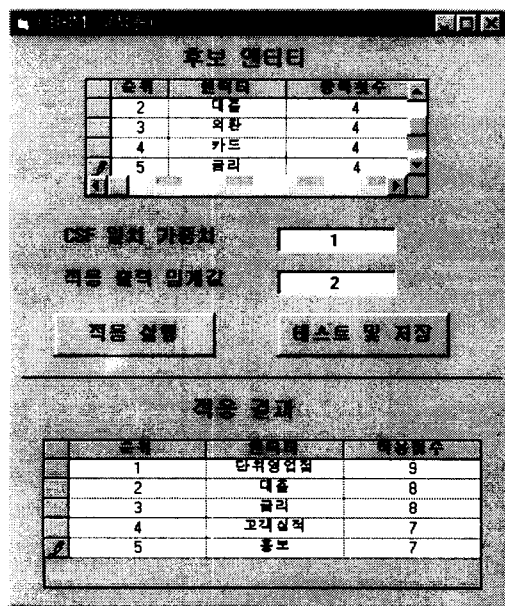 후보 엔터티
순위 엔터티 중복횟수
2 대출 4
3 외환 4
4 카드 4
5 금리 4
CSF 일치 가중치 1
적용 출력 임계값 2
적용 실행 테스트 및 저장
적용 결과
순위 엔터티 적용횟수
1 단위영업점 9
2 대출 8
3 금리 8
4 고객실적 7
5 홍보 7